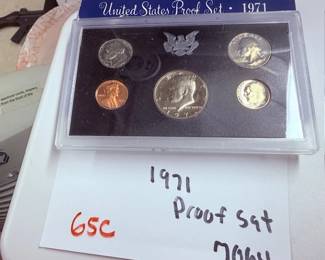 United States Proof Set · 1971
1971
Proof Set
65C